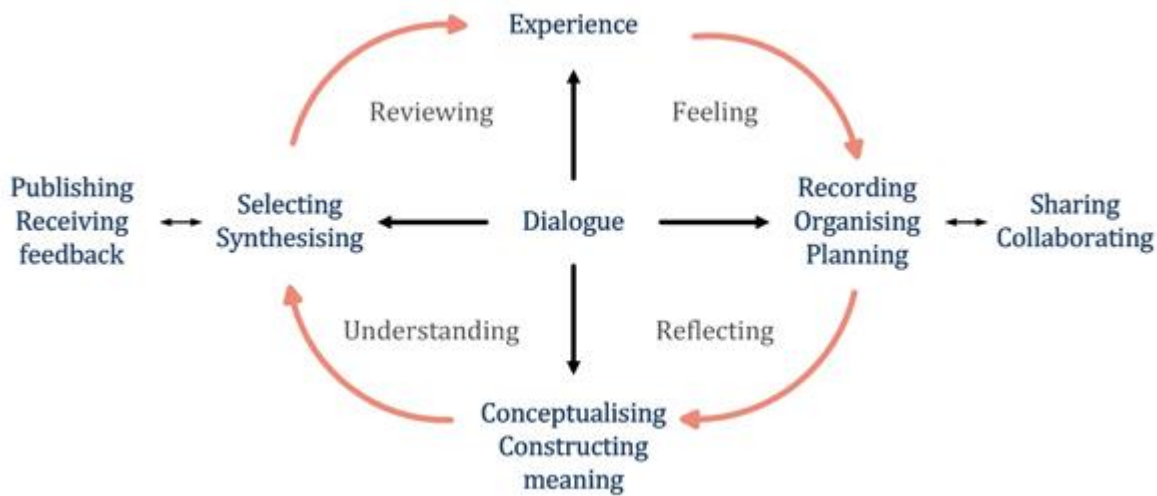 Experience
Reviewing
Feeling
Publishing
Receiving
feedback
Selecting
Synthesising
Dialogue
Recording
Organising
Planning
Sharing
Collaborating
Understanding
Reflecting
Conceptualising
Constructing
meaning